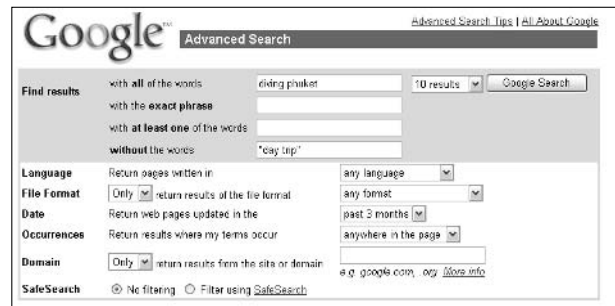 Advanced Search Tips | All About Google
Google™ Advanced Search
Find results with all of the words diving phuket 10 results Google Search
with the exact phrase
with at least one of the words
without the words "day trip"
Language Return pages written in any language
File Format Only return results of the file format any format
Date Return web pages updated in the past 3 months
Occurrences Return results where my terms occur anywhere in the page
Domain Only return results from the site or domain
e.g. google.com, .org More info
SafeSearch No filtering Filter using SafeSearch